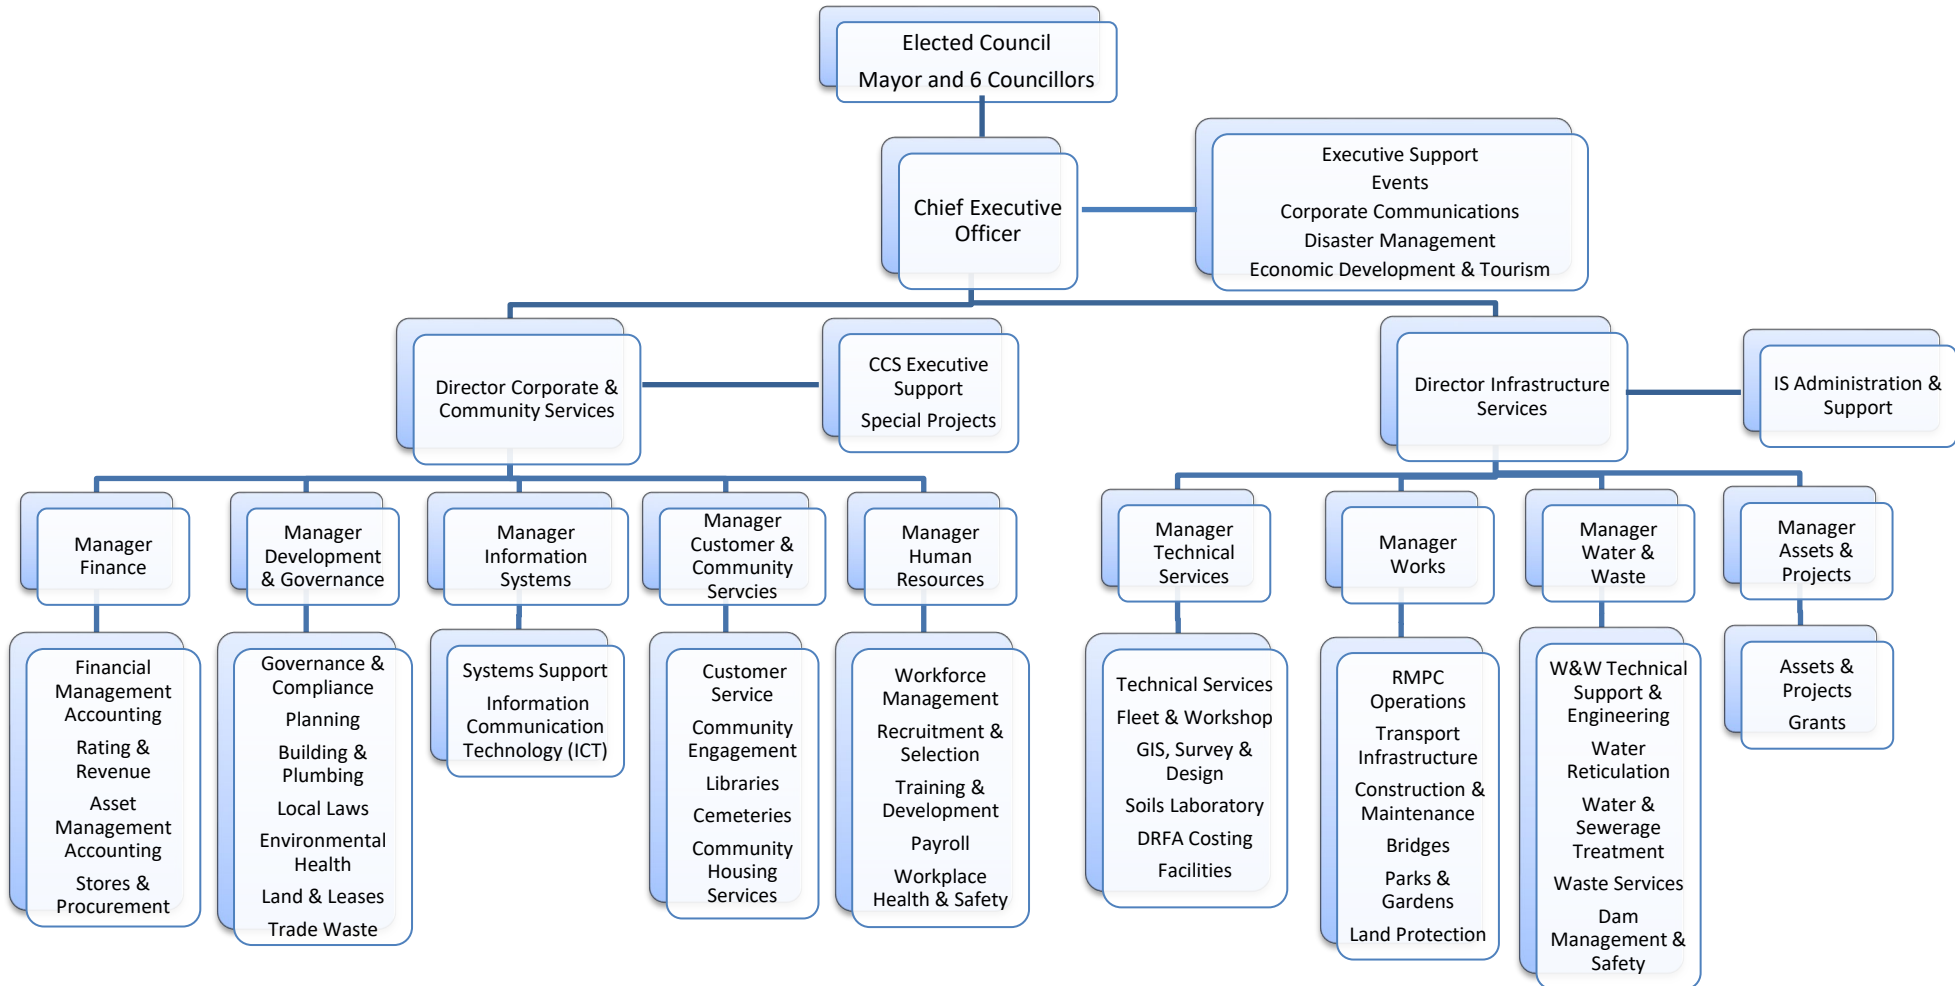 Elected Council
Mayor and 6 Councillors
Chief Executive
Officer
Executive Support
Events
Corporate Communications
Disaster Management
Economic Development & Tourism
Director Corporate &
Community Services
CCS Executive
Support
Special Projects
Director Infrastructure
Services
IS Administration &
Support
Manager
Finance
Manager
Development
& Governance
Manager
Information
Systems
Manager
Customer &
Community
Servcies
Manager
Human
Resources
Manager
Technical
Services
Manager
Works
Manager
Water &
Waste
Manager
Assets &
Projects
Financial
Management
Accounting
Rating &
Revenue
Asset
Management
Accounting
Stores &
Procurement
Governance &
Compliance
Planning
Building &
Plumbing
Local Laws
Environmental
Health
Land & Leases
Trade Waste
Systems Support
Information
Communication
Technology (ICT)
Customer
Service
Community
Engagement
Libraries
Cemeteries
Community
Housing
Services
Workforce
Management
Recruitment &
Selection
Training &
Development
Payroll
Workplace
Health & Safety
Technical Services
Fleet & Workshop
GIS, Survey &
Design
Soils Laboratory
DRFA Costing
Facilities
RMPC
Operations
Transport
Infrastructure
Construction &
Maintenance
Bridges
Parks &
Gardens
Land Protection
W&W Technical
Support &
Engineering
Water
Reticulation
Water &
Sewerage
Treatment
Waste Services
Dam
Management &
Safety
Assets &
Projects
Grants